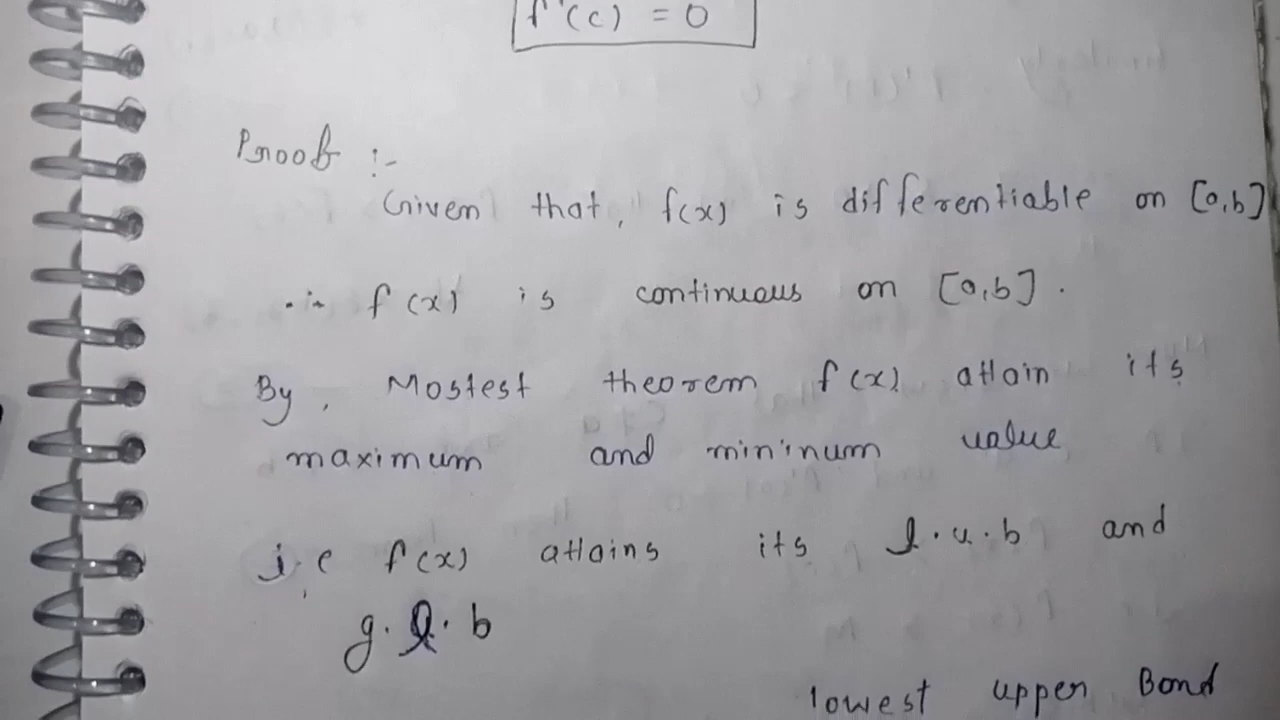 f'(c) = 0
Proof :-
Given that, f(x) is differentiable on [a,b]
∴ f(x) is continuous on [a,b].
By, Mostest theorem f(x) attain its
maximum and mininum value
i.e f(x) attains its l.u.b and
g.l.b
lowest upper Bond